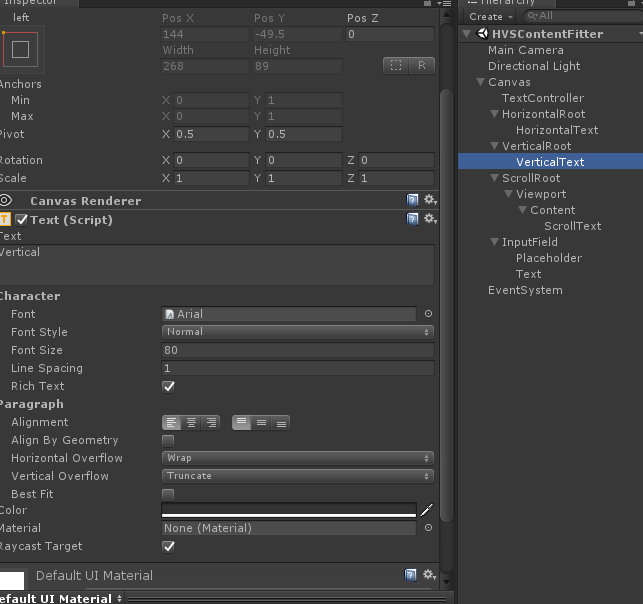 Inspector
left
Pos X Pos Y Pos Z
144 -49.5 0
Width Height
268 89 R
Anchors
Min X 0 Y 1
Max X 0 Y 1
Pivot X 0.5 Y 0.5
Rotation X 0 Y 0 Z 0
Scale X 1 Y 1 Z 1
Canvas Renderer
Text (Script)
Text
Vertical
Character
Font Arial
Font Style Normal
Font Size 80
Line Spacing 1
Rich Text
Paragraph
Alignment
Align By Geometry
Horizontal Overflow Wrap
Vertical Overflow Truncate
Best Fit
Color
Material None (Material)
Raycast Target
Default UI Material
Default UI Material
Hierarchy
Create All
HVSContentFitter
Main Camera
Directional Light
Canvas
TextController
HorizontalRoot
HorizontalText
VerticalRoot
VerticalText
ScrollRoot
Viewport
Content
ScrollText
InputField
Placeholder
Text
EventSystem